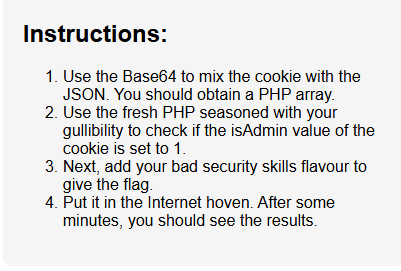 Instructions:
1. Use the Base64 to mix the cookie with the
JSON. You should obtain a PHP array.
2. Use the fresh PHP seasoned with your
gullibility to check if the isAdmin value of the
cookie is set to 1.
3. Next, add your bad security skills flavour to
give the flag.
4. Put it in the Internet hoven. After some
minutes, you should see the results.